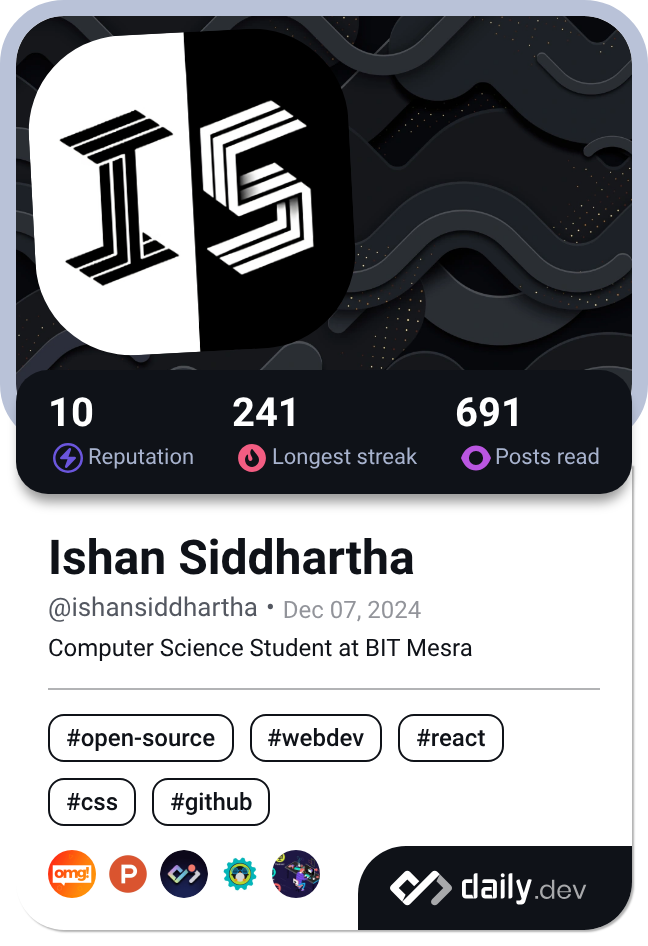 IS
10 241 691
Reputation Longest streak Posts read
Ishan Siddhartha
@ishansiddhartha • Dec 07, 2024
Computer Science Student at BIT Mesra
#open-source #webdev #react
#css #github
omg! P daily.dev